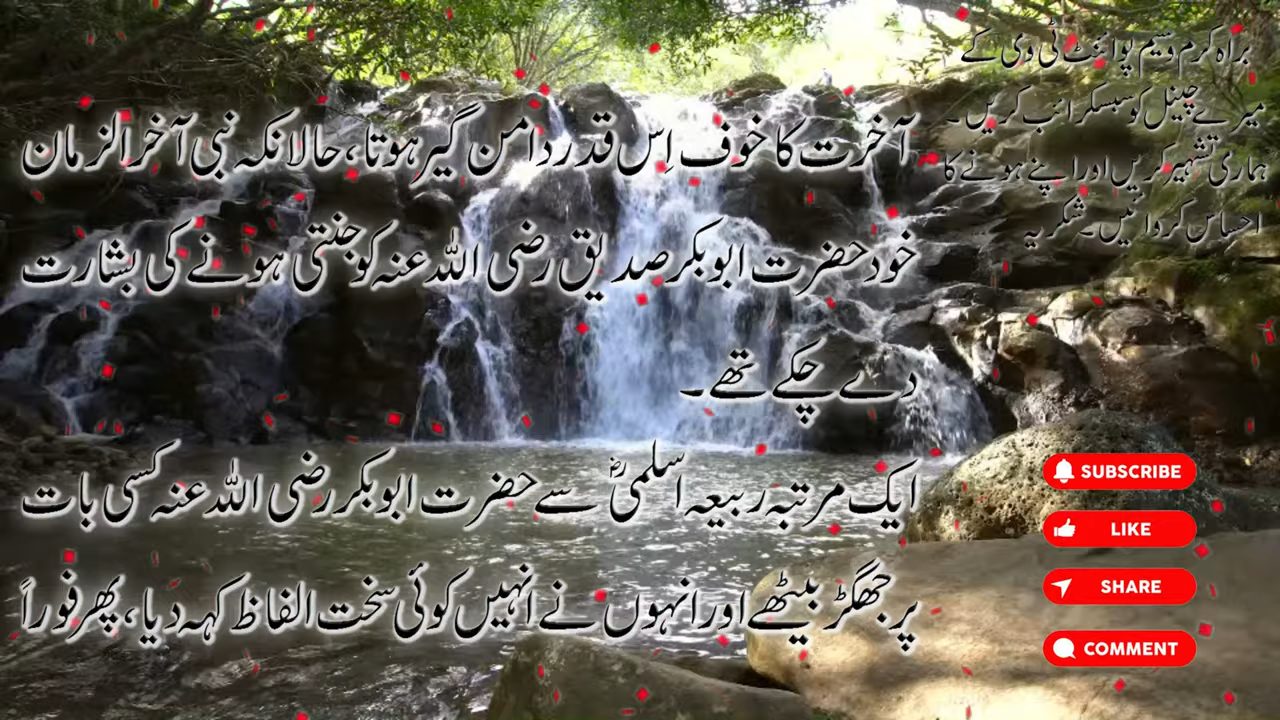 براہ کرم وسیم پوائنٹ ٹی وی کے
میرے چینل کو سبسکرائب کریں ۔
ہماری تشہیر کریں اور اپنے ہونے کا
احساس کروائیں۔ شکریہ
آخرت کا خوف اِس قدر دامن گیر ہوتا، حالانکہ نبی آخرالزمان
خود حضرت ابوبکر صدیق رضی اللہ عنہ کو جنتی ہونے کی بشارت
دے چکے تھے۔
ایک مرتبہ ربیعہ اسلمیؓ سے حضرت ابوبکر رضی اللہ عنہ کسی بات
پر جھگڑ بیٹھے اور انہوں نے انہیں کوئی سخت الفاظ کہہ دیا، پھر فوراً
SUBSCRIBE
LIKE
SHARE
COMMENT